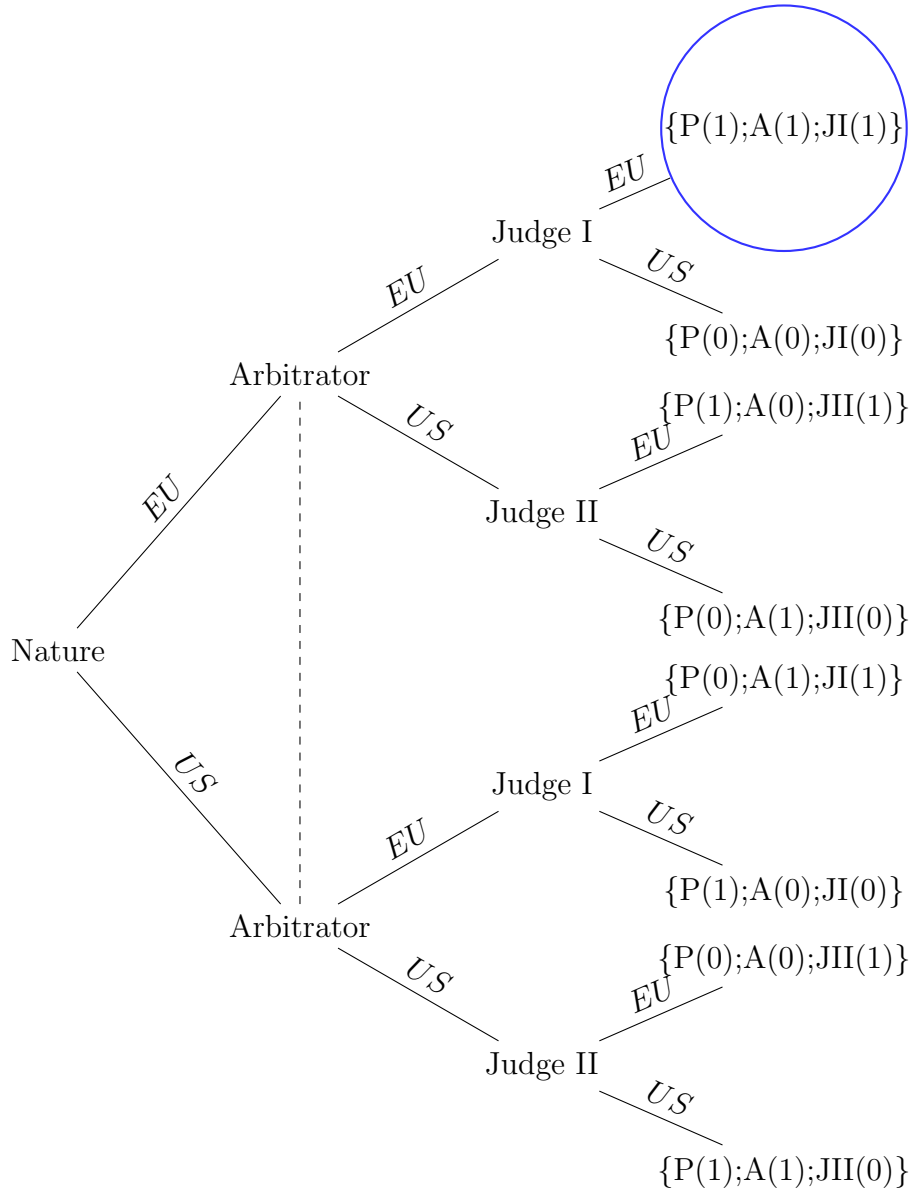 {P(1);A(1);JI(1)}
EU
Judge I
US
EU
{P(0);A(0);JI(0)}
Arbitrator
{P(1);A(0);JII(1)}
US
EU
EU
Judge II
US
{P(0);A(1);JII(0)}
Nature
{P(0);A(1);JI(1)}
EU
US
Judge I
US
EU
{P(1);A(0);JI(0)}
Arbitrator
{P(0);A(0);JII(1)}
US
EU
Judge II
US
{P(1);A(1);JII(0)}